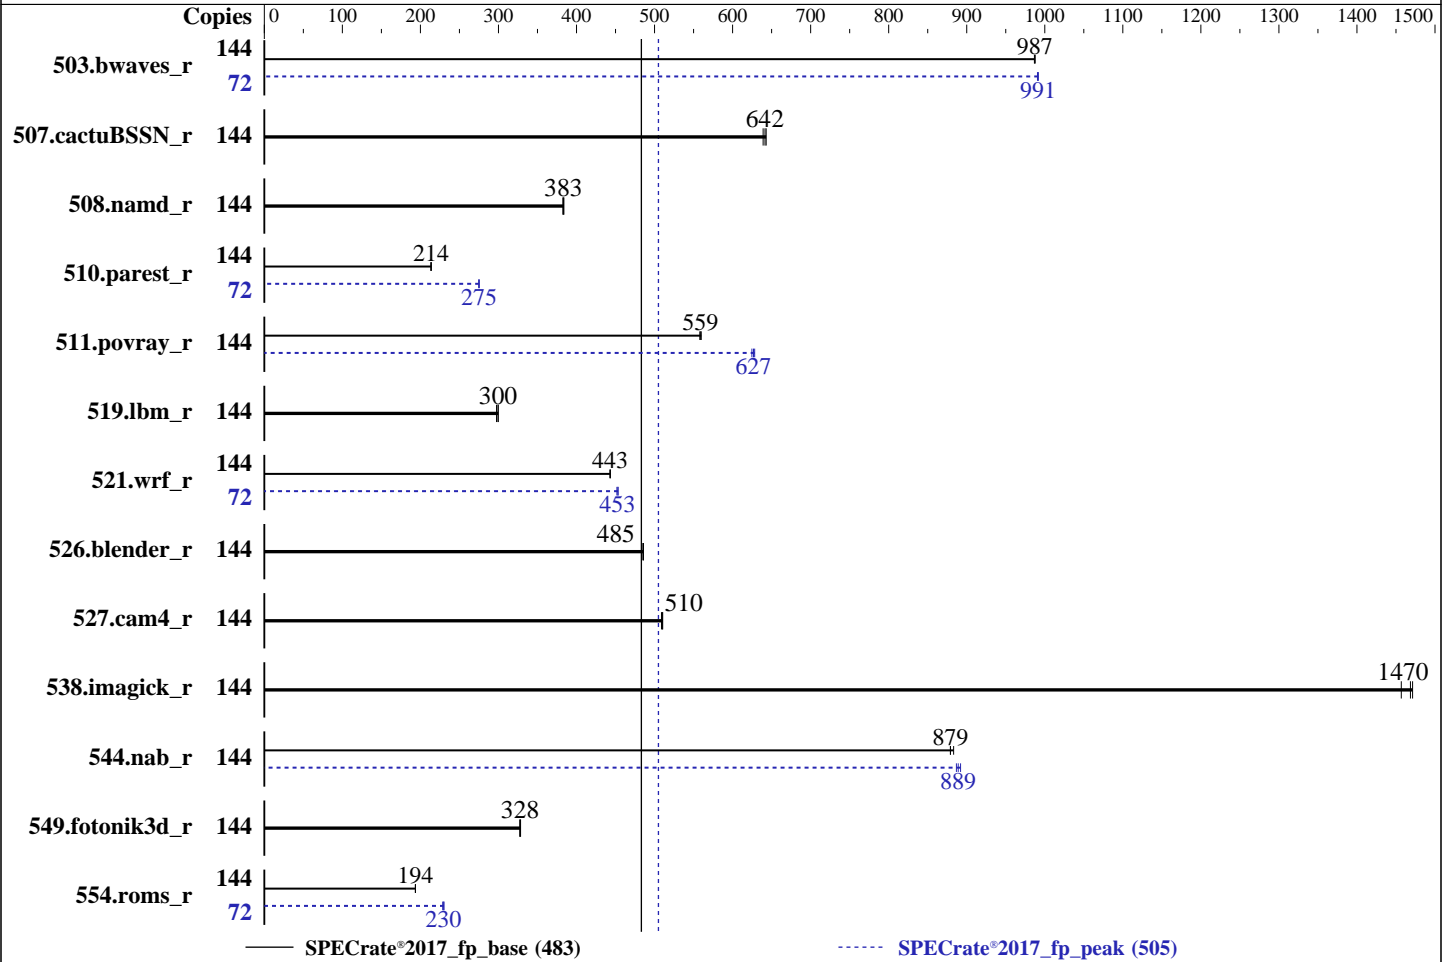 Copies 0 100 200 300 400 500 600 700 800 900 1000 1100 1200 1300 1400 1500
503.bwaves_r 144 987
72 991
507.cactuBSSN_r 144 642
508.namd_r 144 383
510.parest_r 144 214
72 275
511.povray_r 144 559
627
519.lbm_r 144 300
521.wrf_r 144 443
72 453
526.blender_r 144 485
527.cam4_r 144 510
538.imagick_r 144 1470
544.nab_r 144 879
889
549.fotonik3d_r 144 328
554.roms_r 144 194
72 230
SPECrate®2017_fp_base (483) SPECrate®2017_fp_peak (505)